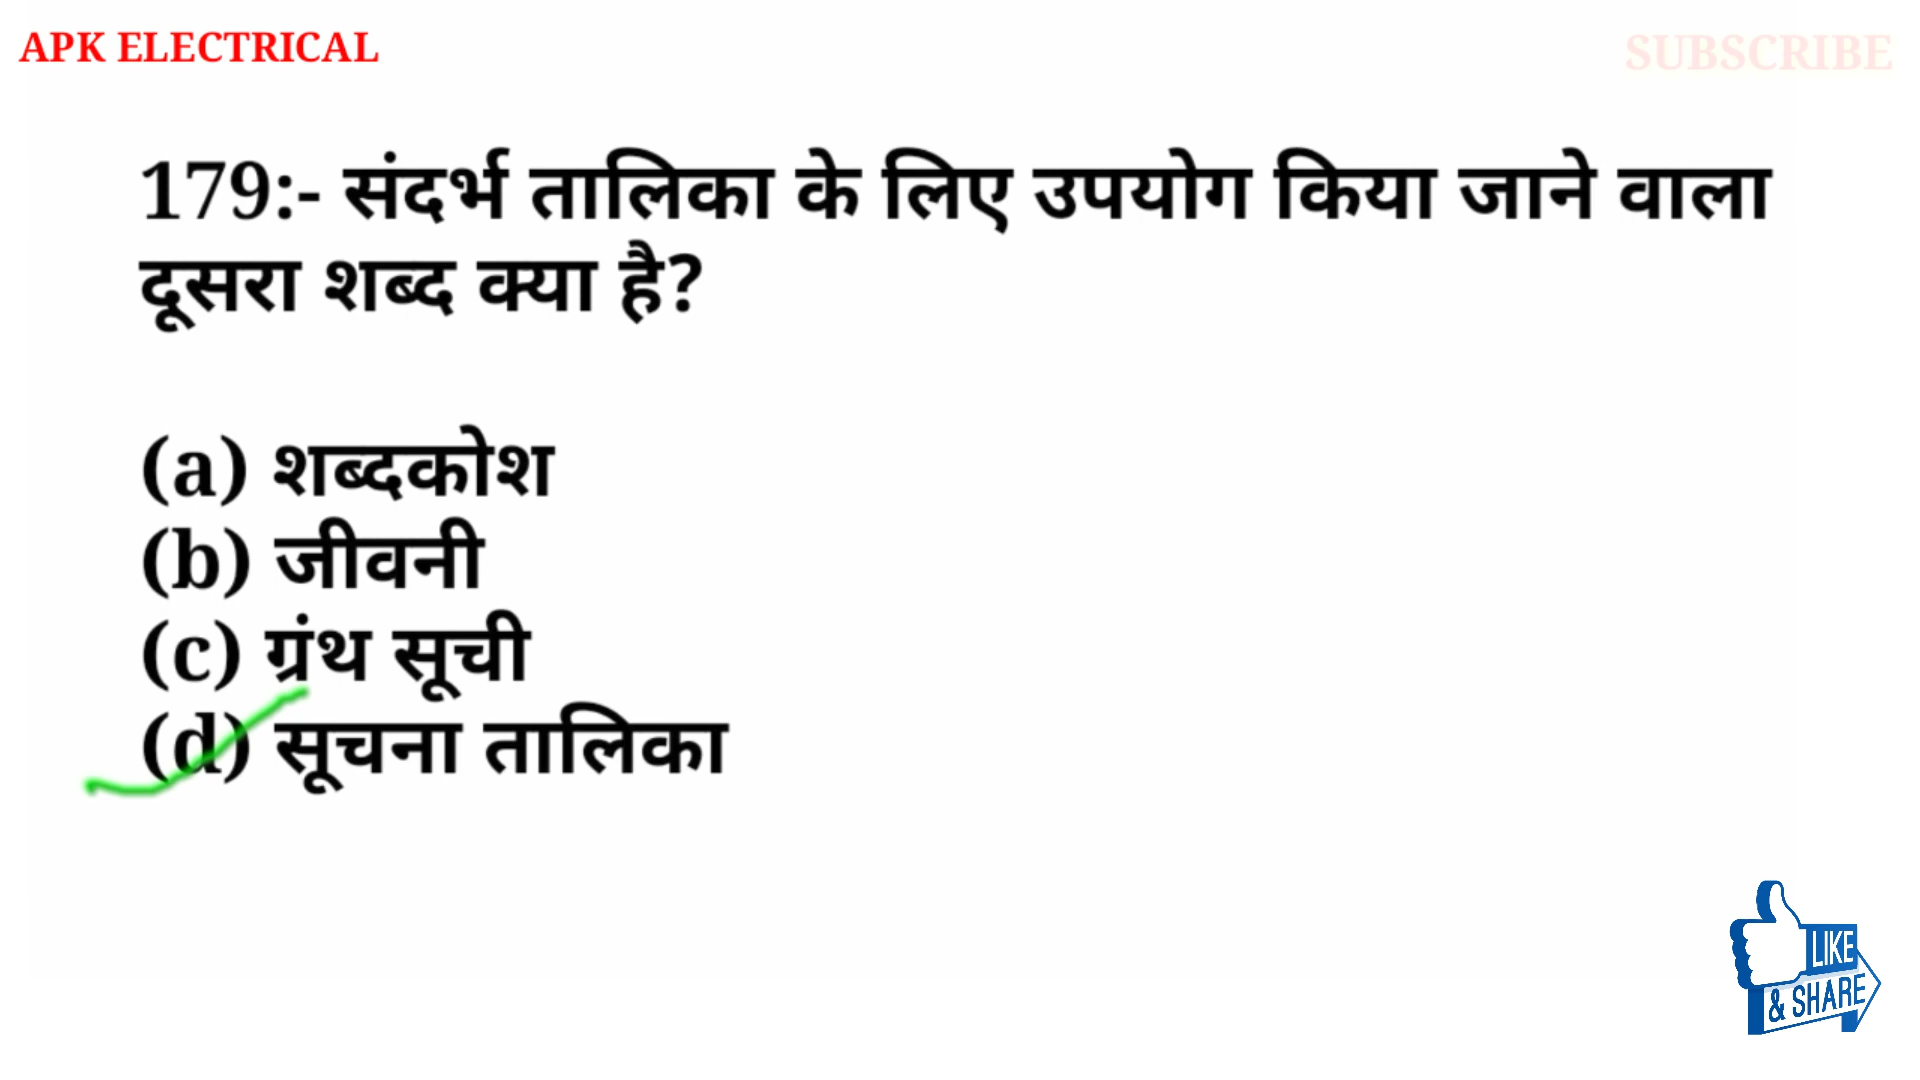 APK ELECTRICAL
SUBSCRIBE
179:- संदर्भ तालिका के लिए उपयोग किया जाने वाला
दूसरा शब्द क्या है?
(a) शब्दकोश
(b) जीवनी
(c) ग्रंथ सूची
(d) सूचना तालिका
LIKE
& SHARE